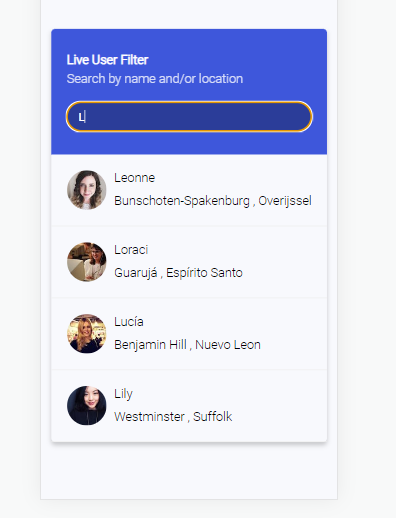 Live User Filter
Search by name and/or location
L
Leonne
Bunschoten-Spakenburg , Overijssel
Loraci
Guarujá , Espírito Santo
Lucía
Benjamin Hill , Nuevo Leon
Lily
Westminster , Suffolk